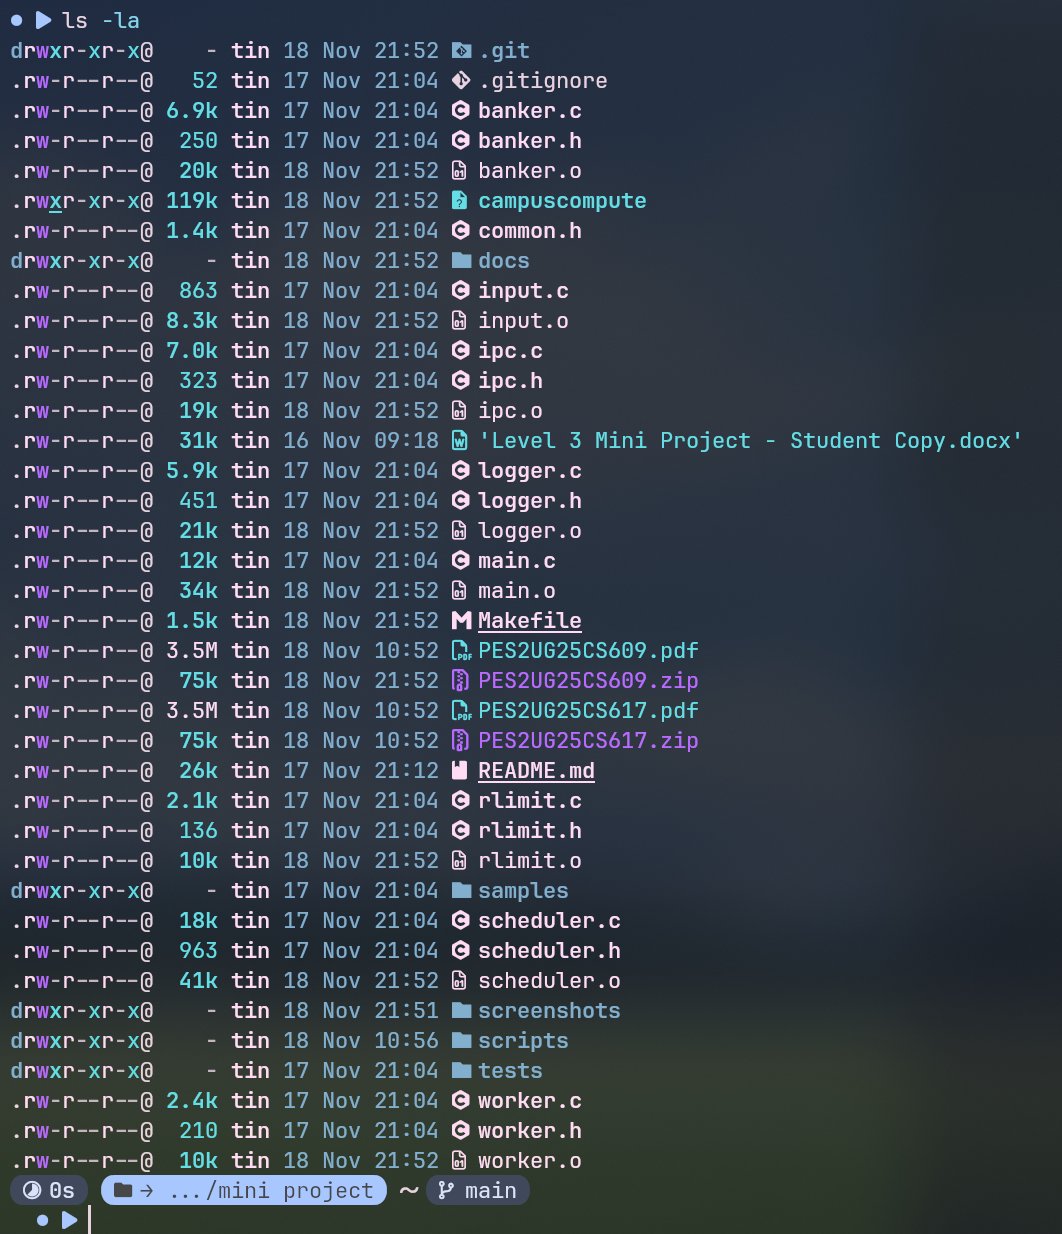 ls -la
drwxr-xr-x@ - tin 18 Nov 21:52 .git
.rw-r--r--@ 52 tin 17 Nov 21:04 .gitignore
.rw-r--r--@ 6.9k tin 17 Nov 21:04 banker.c
.rw-r--r--@ 250 tin 17 Nov 21:04 banker.h
.rw-r--r--@ 20k tin 18 Nov 21:52 banker.o
.rwxr-xr-x@ 119k tin 18 Nov 21:52 campuscompute
.rw-r--r--@ 1.4k tin 17 Nov 21:04 common.h
drwxr-xr-x@ - tin 18 Nov 21:52 docs
.rw-r--r--@ 863 tin 17 Nov 21:04 input.c
.rw-r--r--@ 8.3k tin 18 Nov 21:52 input.o
.rw-r--r--@ 7.0k tin 17 Nov 21:04 ipc.c
.rw-r--r--@ 323 tin 17 Nov 21:04 ipc.h
.rw-r--r--@ 19k tin 18 Nov 21:52 ipc.o
.rw-r--r--@ 31k tin 16 Nov 09:18 'Level 3 Mini Project - Student Copy.docx'
.rw-r--r--@ 5.9k tin 17 Nov 21:04 logger.c
.rw-r--r--@ 451 tin 17 Nov 21:04 logger.h
.rw-r--r--@ 21k tin 18 Nov 21:52 logger.o
.rw-r--r--@ 12k tin 17 Nov 21:04 main.c
.rw-r--r--@ 34k tin 18 Nov 21:52 main.o
.rw-r--r--@ 1.5k tin 18 Nov 21:52 Makefile
.rw-r--r--@ 3.5M tin 18 Nov 10:52 PES2UG25CS609.pdf
.rw-r--r--@ 75k tin 18 Nov 21:52 PES2UG25CS609.zip
.rw-r--r--@ 3.5M tin 18 Nov 10:52 PES2UG25CS617.pdf
.rw-r--r--@ 75k tin 18 Nov 10:52 PES2UG25CS617.zip
.rw-r--r--@ 26k tin 17 Nov 21:12 README.md
.rw-r--r--@ 2.1k tin 17 Nov 21:04 rlimit.c
.rw-r--r--@ 136 tin 17 Nov 21:04 rlimit.h
.rw-r--r--@ 10k tin 18 Nov 21:52 rlimit.o
drwxr-xr-x@ - tin 17 Nov 21:04 samples
.rw-r--r--@ 18k tin 17 Nov 21:04 scheduler.c
.rw-r--r--@ 963 tin 17 Nov 21:04 scheduler.h
.rw-r--r--@ 41k tin 18 Nov 21:52 scheduler.o
drwxr-xr-x@ - tin 18 Nov 21:51 screenshots
drwxr-xr-x@ - tin 18 Nov 10:56 scripts
drwxr-xr-x@ - tin 17 Nov 21:04 tests
.rw-r--r--@ 2.4k tin 17 Nov 21:04 worker.c
.rw-r--r--@ 210 tin 17 Nov 21:04 worker.h
.rw-r--r--@ 10k tin 18 Nov 21:52 worker.o
0s → .../mini project ~ main